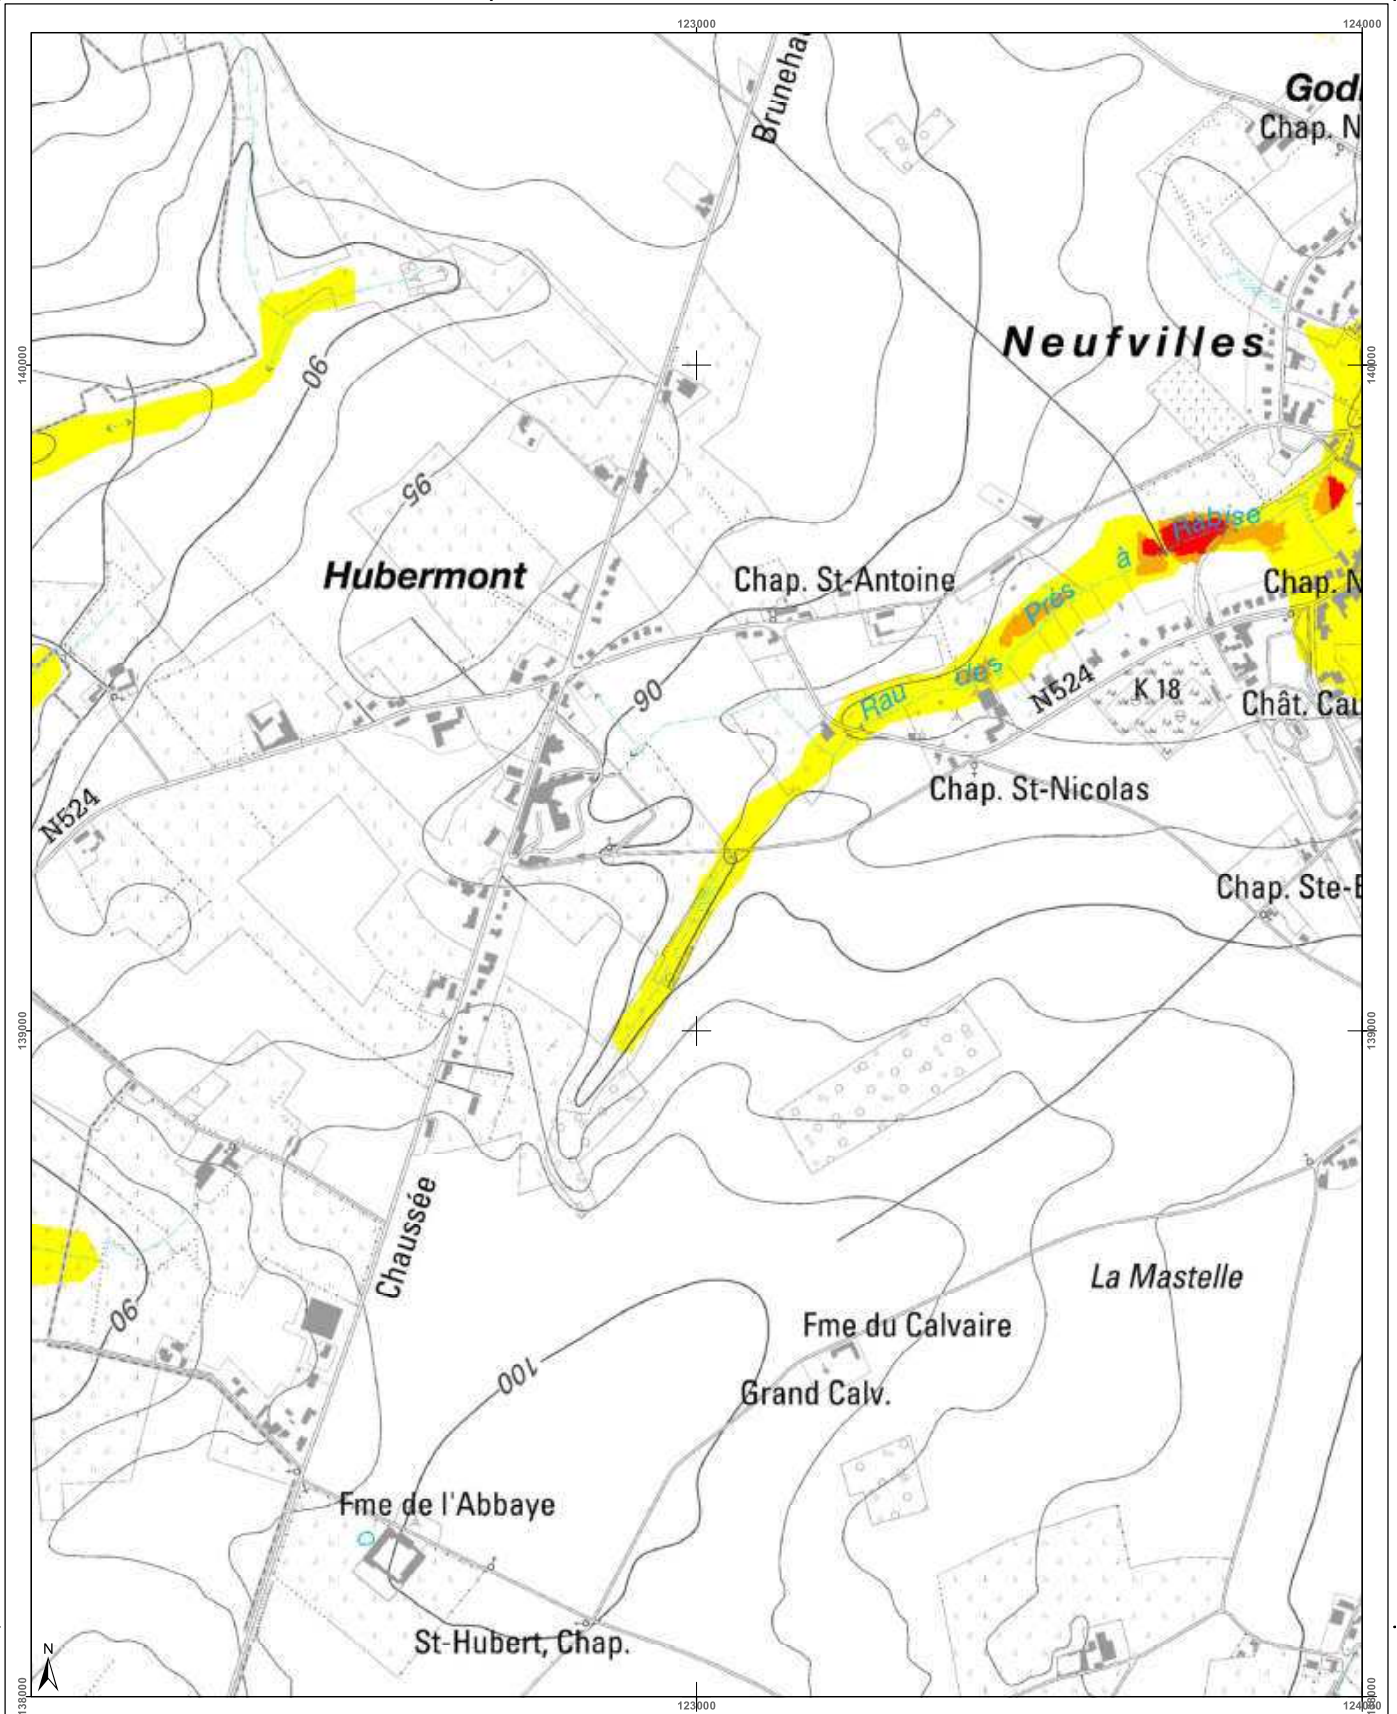 123000
124000
Brunehau
God
Chap. N
Neufvilles
140000
140000
90
95
Rabise
à
Prés
des
Rau
Hubermont
Chap. St-Antoine
Chap. N
90
N524
K 18
Chât. Cau
N524
Chap. St-Nicolas
Chap. Ste-E
139000
139000
Chaussée
La Mastelle
90
Fme du Calvaire
100
Grand Calv.
Fme de l'Abbaye
St-Hubert, Chap.
N
138000
123000
124000
138000